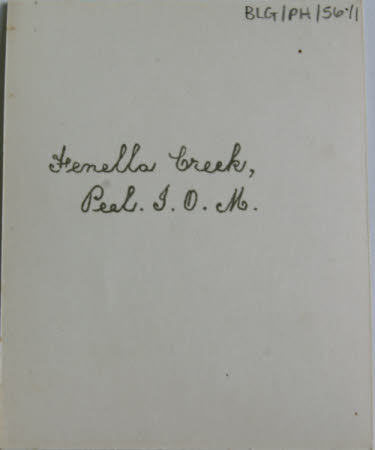 BLG/PH/56/1
Fenella Creek,
Peel. I. O. M.